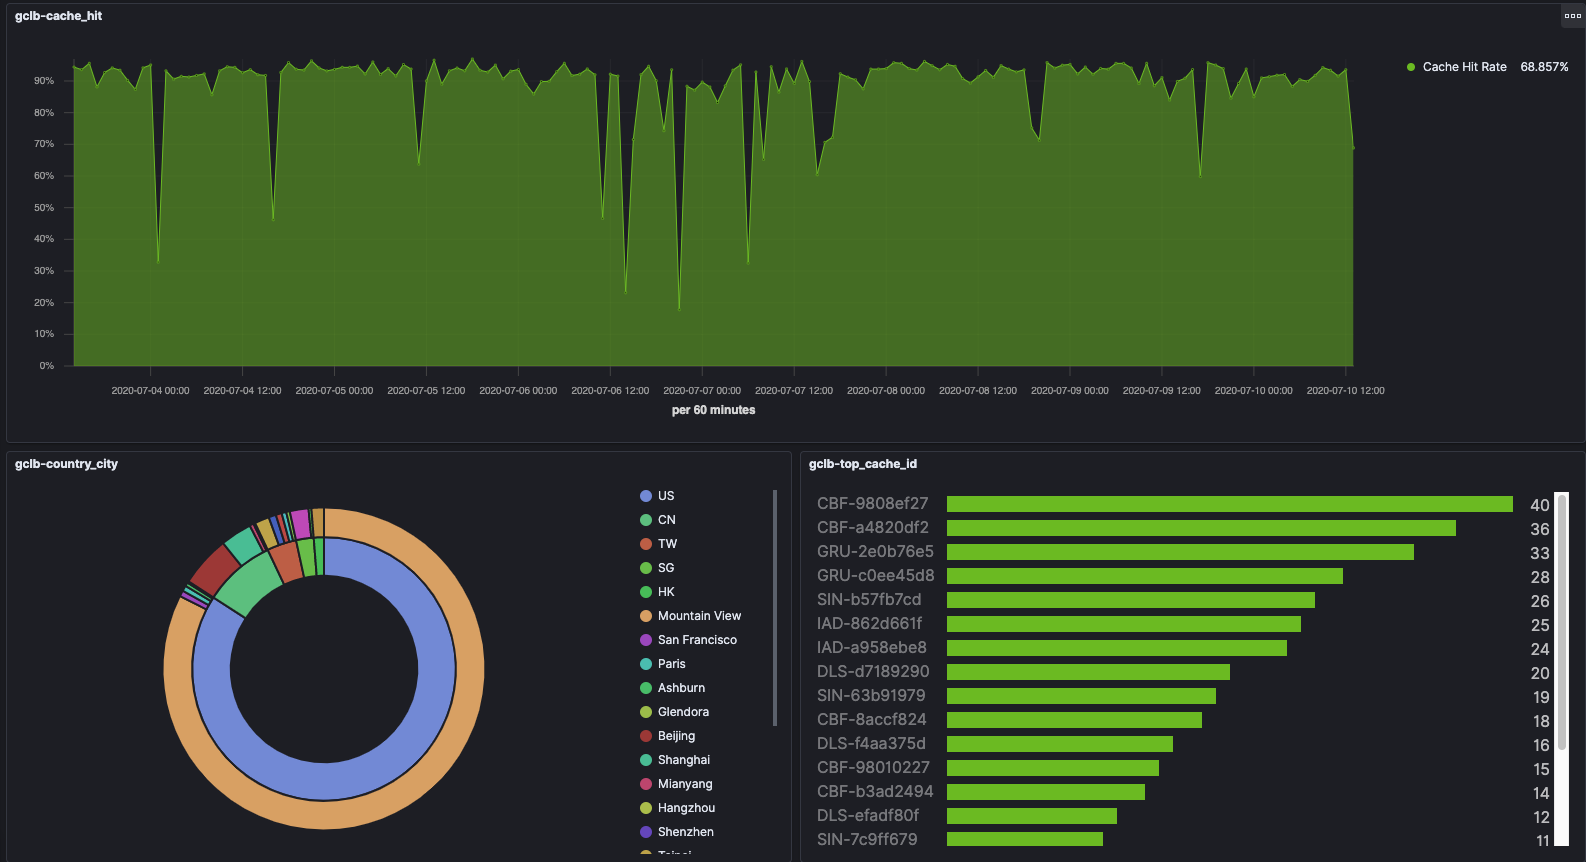 gclb-cache_hit
Cache Hit Rate 68.857%
90%
80%
70%
60%
50%
40%
30%
20%
10%
0%
2020-07-04 00:00 2020-07-04 12:00 2020-07-05 00:00 2020-07-05 12:00 2020-07-06 00:00 2020-07-06 12:00 2020-07-07 00:00 2020-07-07 12:00 2020-07-08 00:00 2020-07-08 12:00 2020-07-09 00:00 2020-07-09 12:00 2020-07-10 00:00 2020-07-10 12:00
per 60 minutes
gclb-country_city
US
CN
TW
SG
HK
Mountain View
San Francisco
Paris
Ashburn
Glendora
Beijing
Shanghai
Mianyang
Hangzhou
Shenzhen
gclb-top_cache_id
CBF-9808ef27 40
CBF-a4820df2 36
GRU-2e0b76e5 33
GRU-c0ee45d8 28
SIN-b57fb7cd 26
IAD-862d661f 25
IAD-a958ebe8 24
DLS-d7189290 20
SIN-63b91979 19
CBF-8accf824 18
DLS-f4aa375d 16
CBF-98010227 15
CBF-b3ad2494 14
DLS-efadf80f 12
SIN-7c9ff679 11